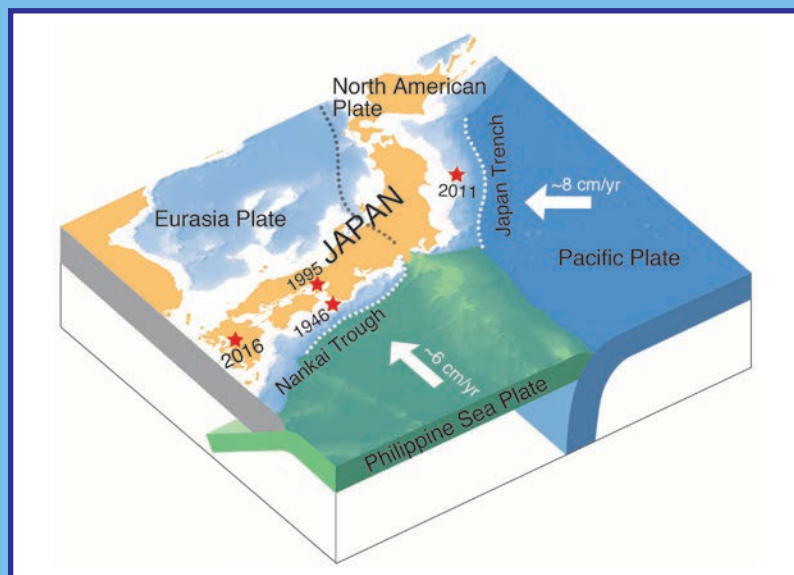 North American
Plate
Eurasia Plate
JAPAN
2011
Japan Trench
~8 cm/yr
Pacific Plate
1995
1946
2016
Nankai Trough
~6 cm/yr
Philippine Sea Plate